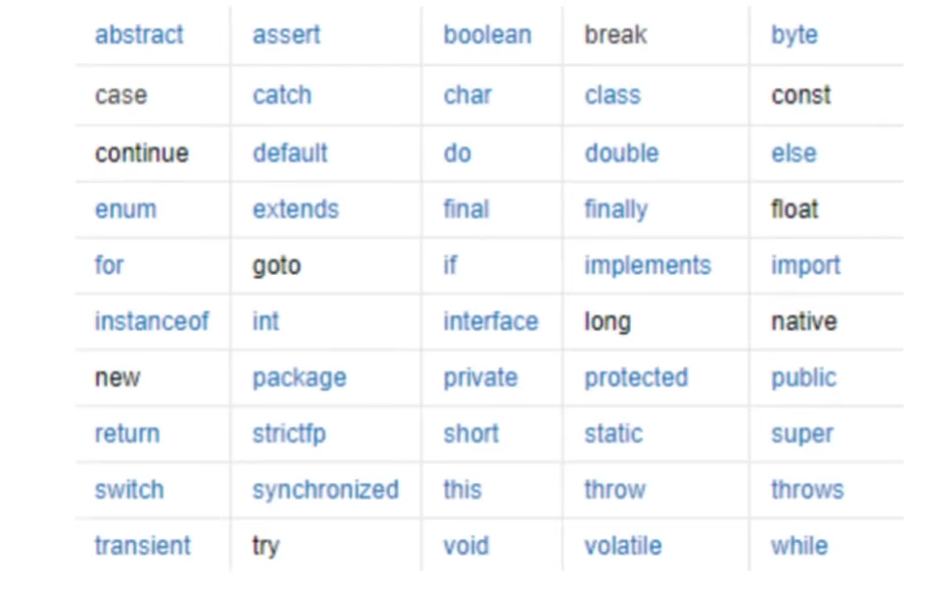 abstract assert boolean break byte
case catch char class const
continue default do double else
enum extends final finally float
for goto if implements import
instanceof int interface long native
new package private protected public
return strictfp short static super
switch synchronized this throw throws
transient try void volatile while